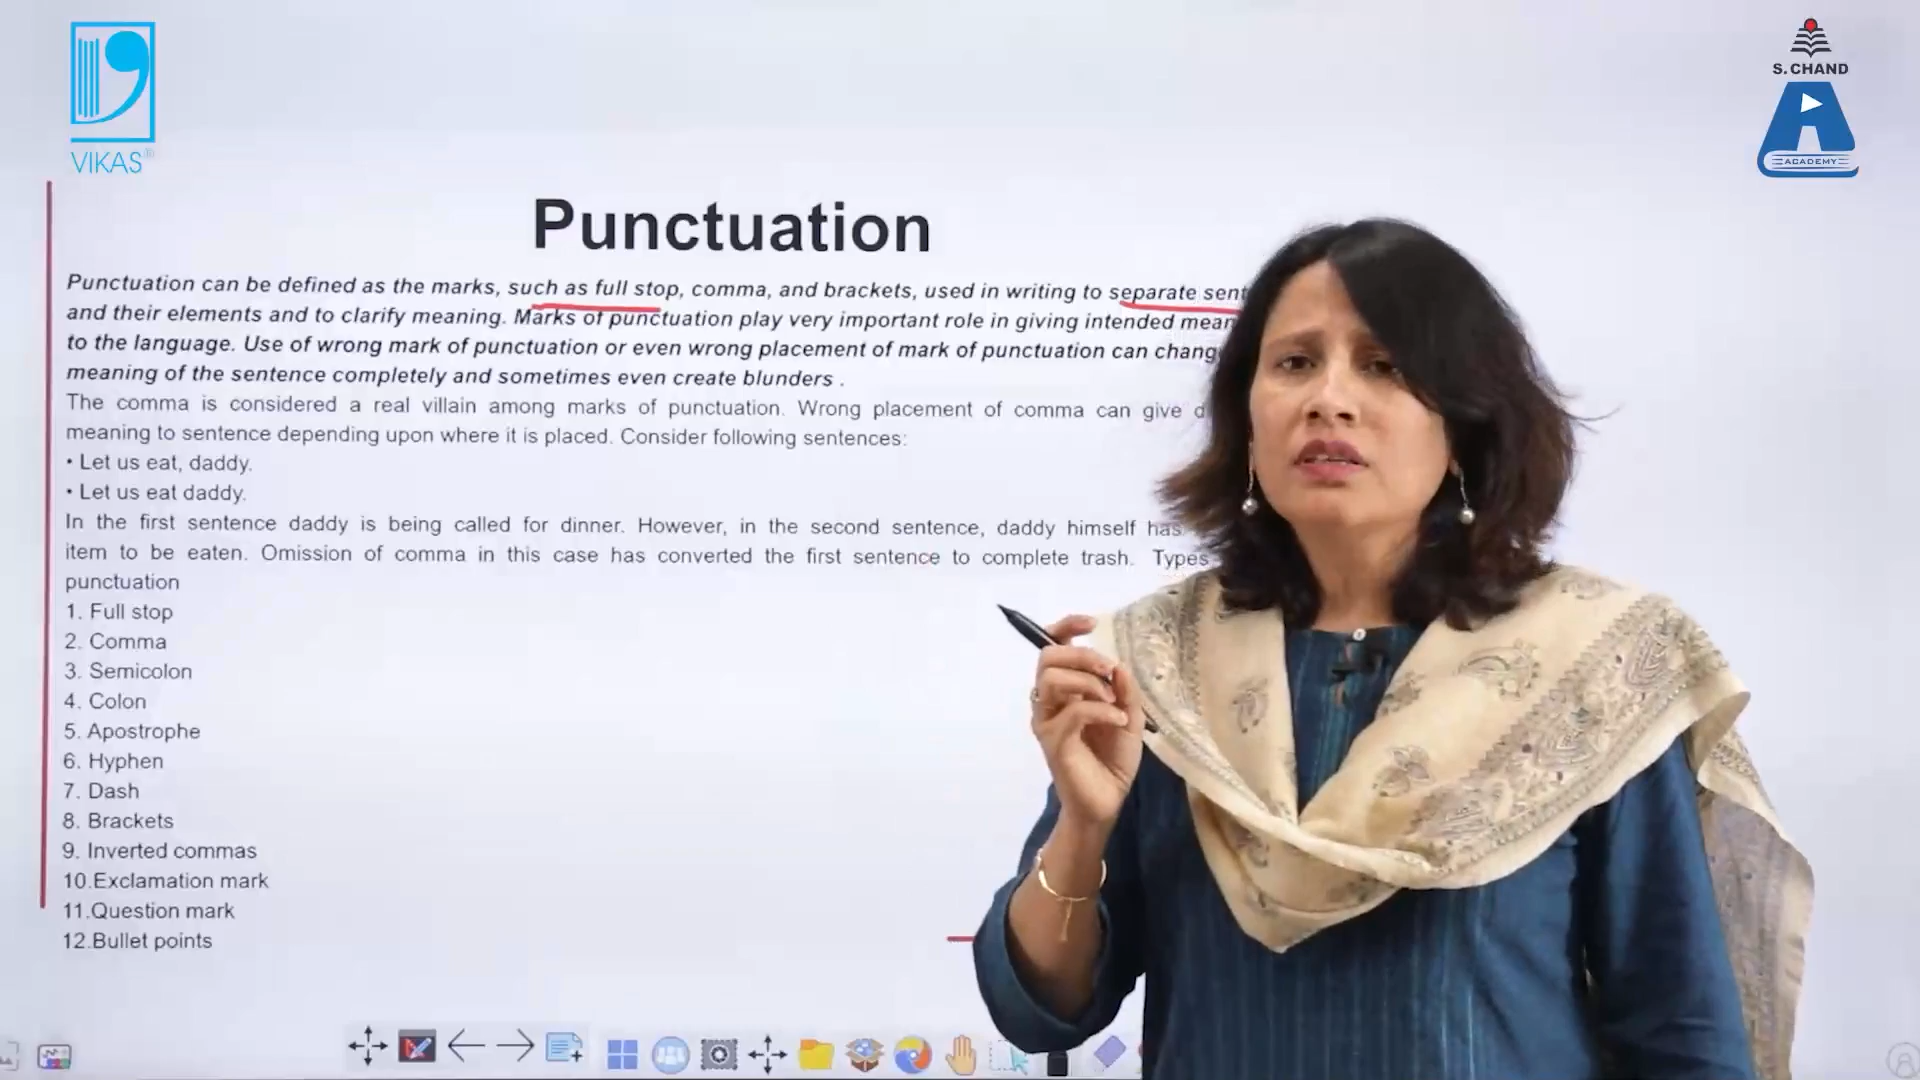 VIKAS
S. CHAND
ACADEMY
Punctuation
Punctuation can be defined as the marks, such as full stop, comma, and brackets, used in writing to separate sent
and their elements and to clarify meaning. Marks of punctuation play very important role in giving intended mean
to the language. Use of wrong mark of punctuation or even wrong placement of mark of punctuation can chang
meaning of the sentence completely and sometimes even create blunders .
The comma is considered a real villain among marks of punctuation. Wrong placement of comma can give d
meaning to sentence depending upon where it is placed. Consider following sentences:
• Let us eat, daddy.
• Let us eat daddy.
In the first sentence daddy is being called for dinner. However, in the second sentence, daddy himself has
item to be eaten. Omission of comma in this case has converted the first sentence to complete trash. Types
punctuation
1. Full stop
2. Comma
3. Semicolon
4. Colon
5. Apostrophe
6. Hyphen
7. Dash
8. Brackets
9. Inverted commas
10.Exclamation mark
11.Question mark
12.Bullet points